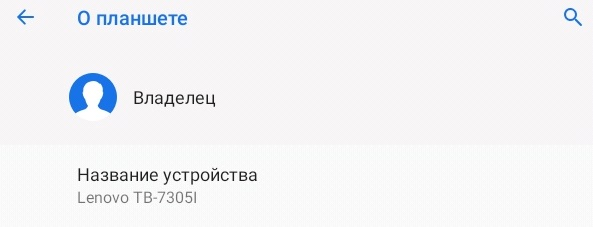 О планшете
Владелец
Название устройства
Lenovo TB-7305I